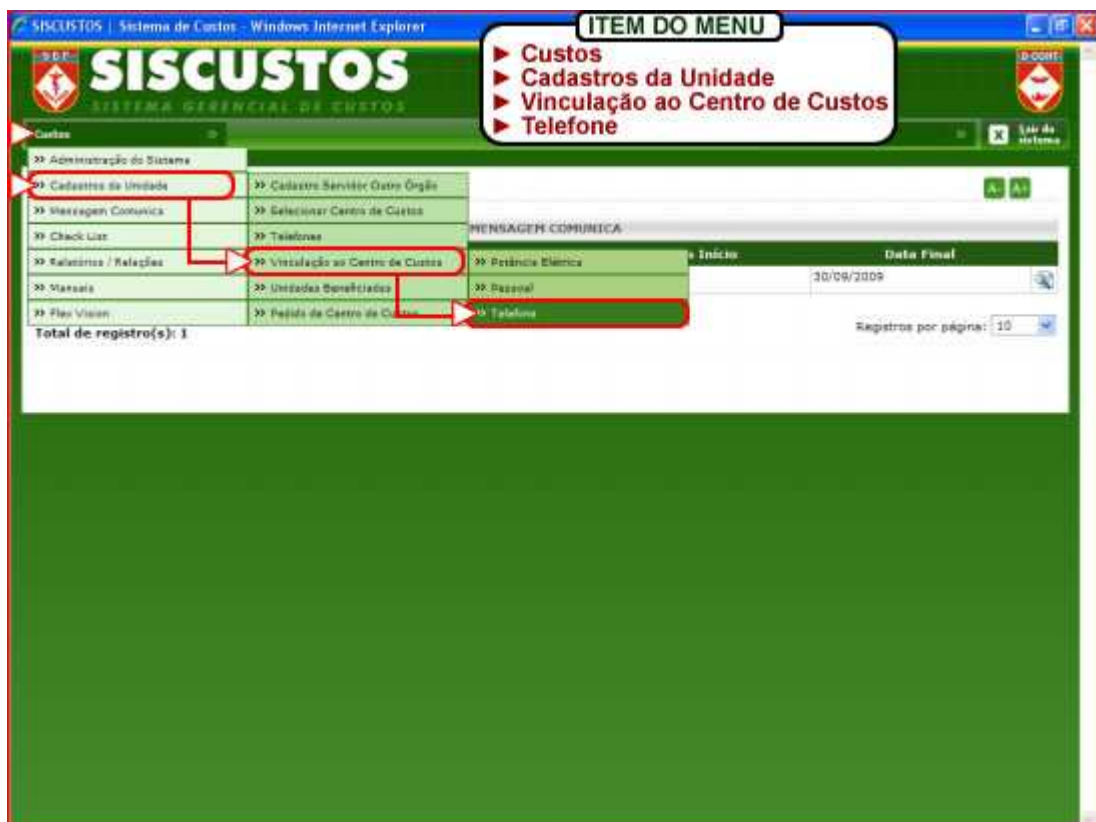 SISCUSTOS | Sistema de Custos - Windows Internet Explorer
ITEM DO MENU
► Custos
► Cadastros da Unidade
► Vinculação ao Centro de Custos
► Telefone
S E F
SISCUSTOS
SISTEMA GERENCIAL DE CUSTOS
D CONT
Custos
X Sair do sistema
» Administração do Sistema
» Cadastros da Unidade
» Cadastro Servidor Outro Órgão
A- A+
» Mensagem Comunica
» Selecionar Centro de Custos
MENSAGEM COMUNICA
» Check List
» Telefones
Início
Data Final
» Relatórios / Relações
» Vinculação ao Centro de Custos
» Potência Elétrica
30/09/2009
» Manuais
» Unidades Beneficiadas
» Pessoal
» Flex Vision
» Pedido de Centro de Custos
» Telefone
Total de registro(s): 1
Registros por página: 10